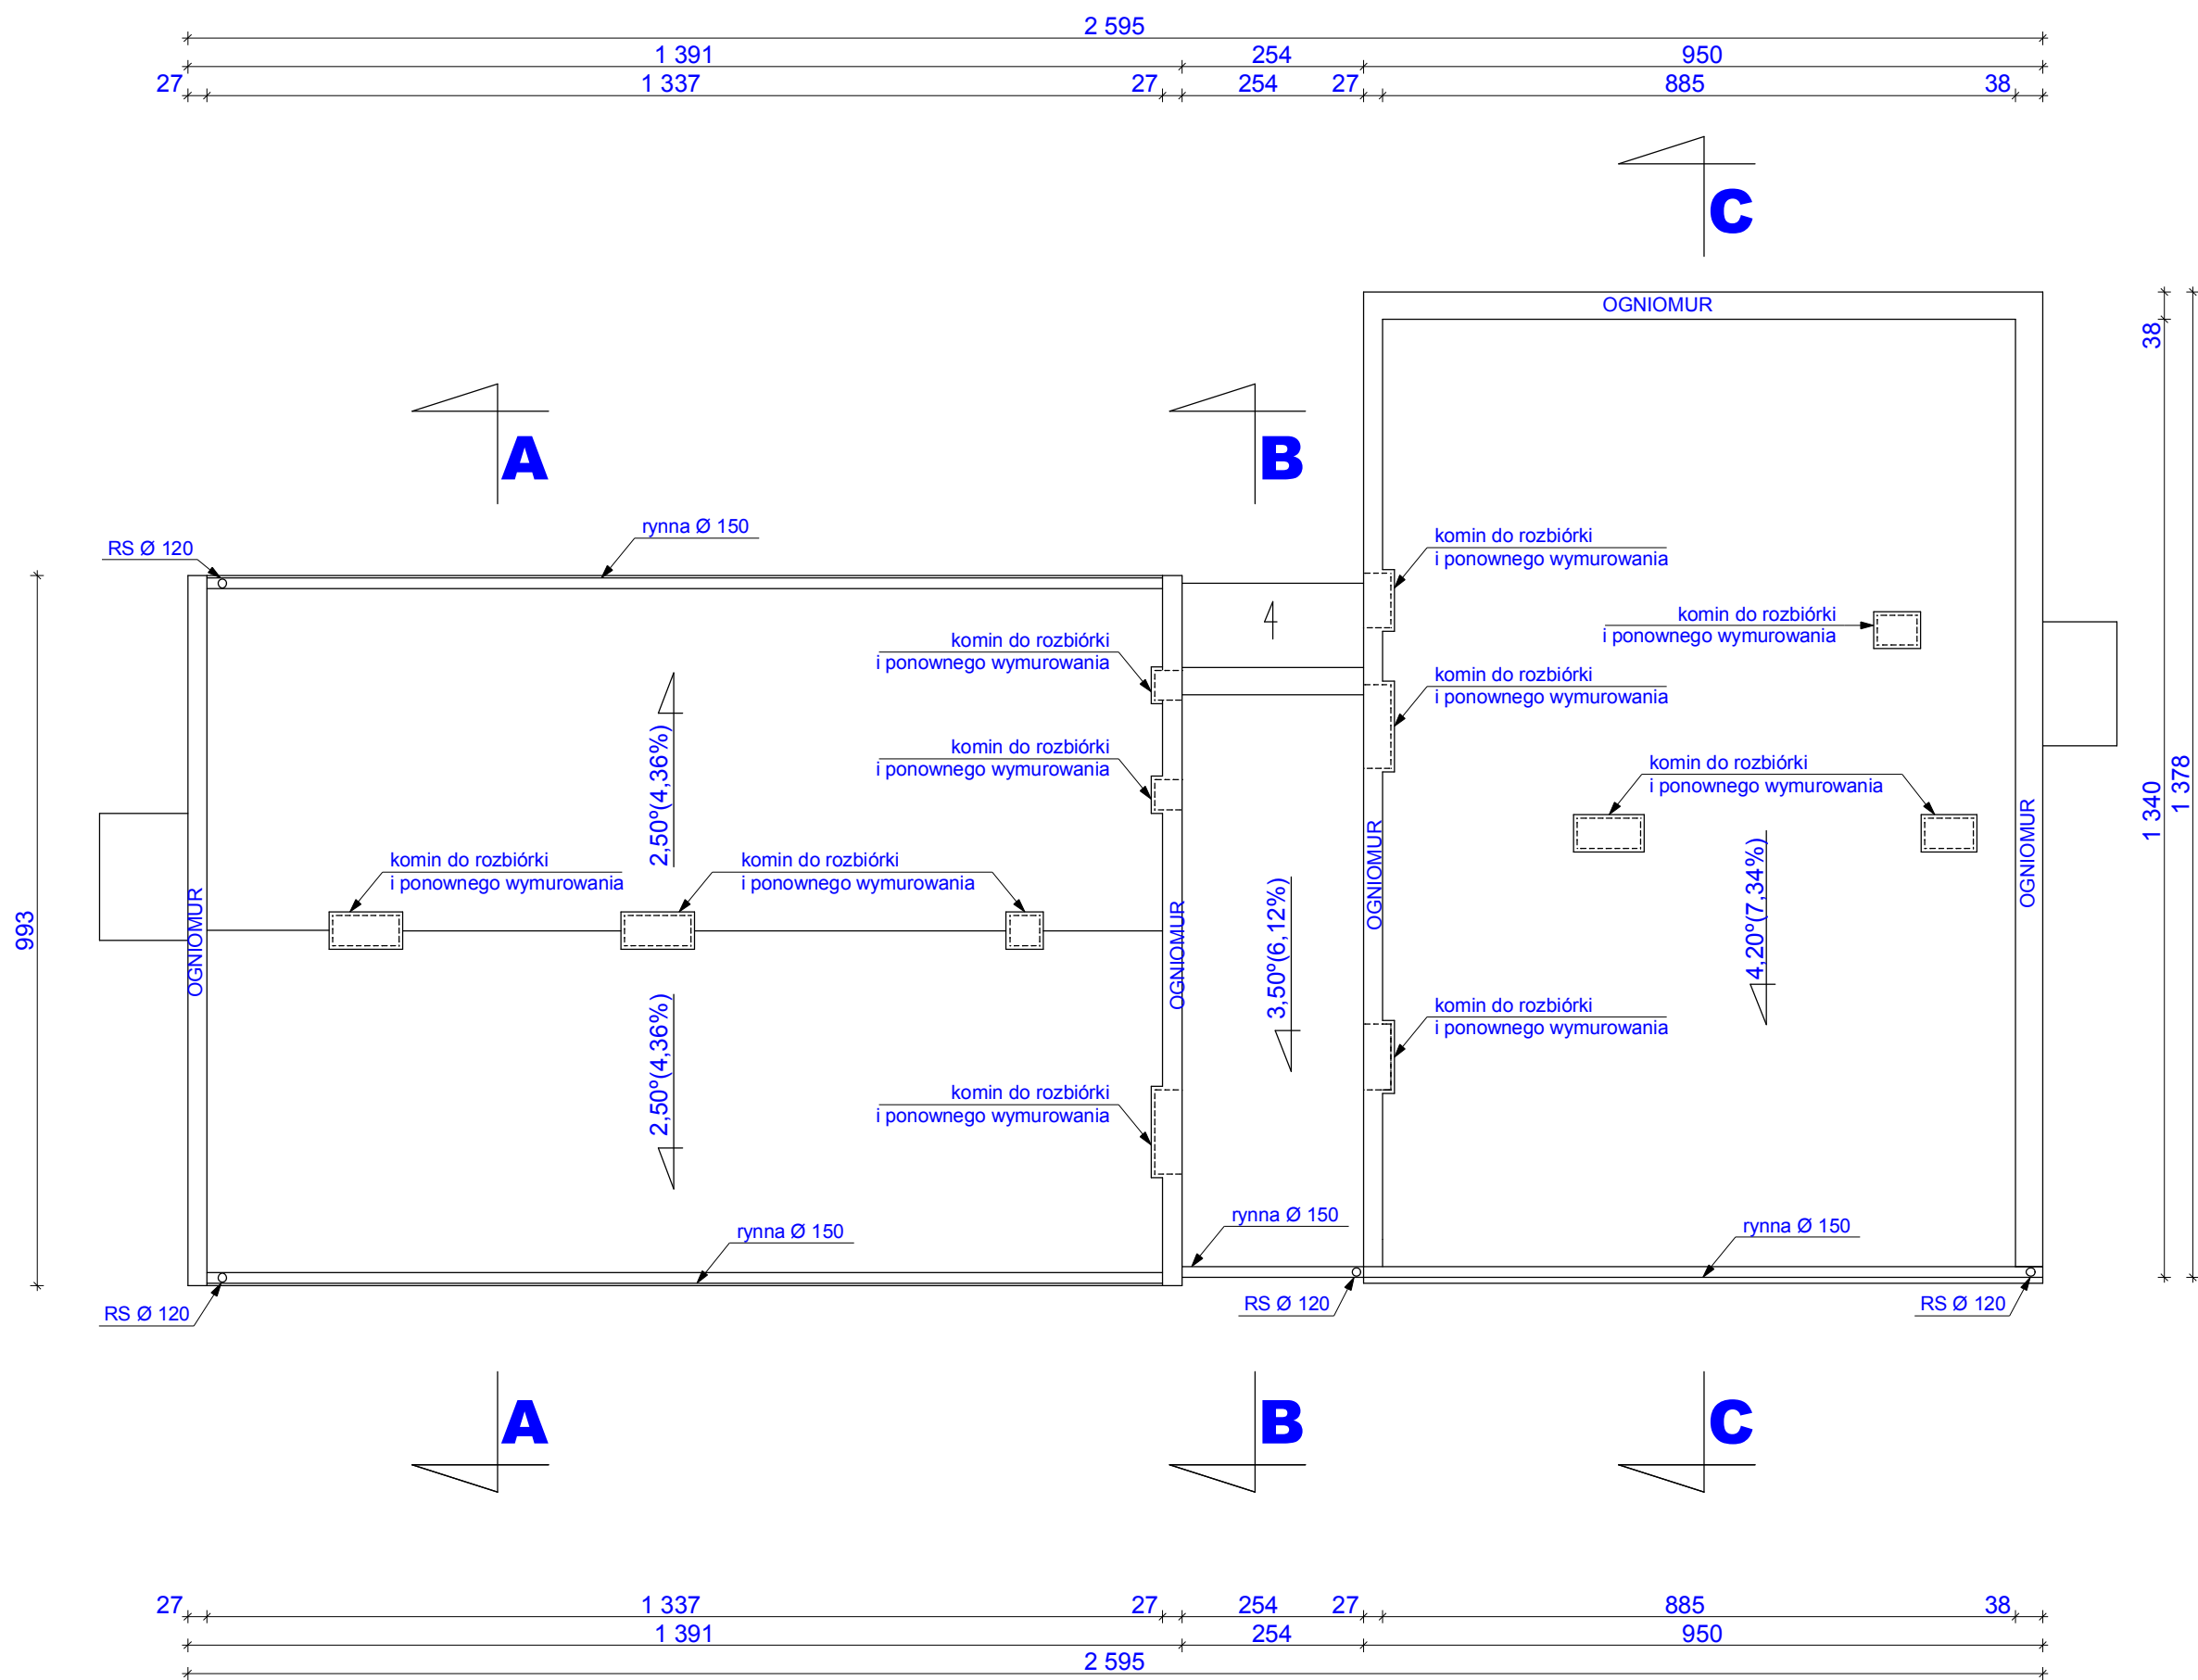 2 595
1 391 254 950
27 1 337 27 254 27 885 38
C
OGNIOMUR
38
A
B
rynna Ø 150
RS Ø 120
komin do rozbiórki
i ponownego wymurowania
komin do rozbiórki
i ponownego wymurowania
komin do rozbiórki
i ponownego wymurowania
komin do rozbiórki
i ponownego wymurowania
komin do rozbiórki
i ponownego wymurowania
komin do rozbiórki
i ponownego wymurowania
2,50º(4,36%)
1 340
1 378
komin do rozbiórki
i ponownego wymurowania
komin do rozbiórki
i ponownego wymurowania
993
OGNIOMUR
OGNIOMUR
OGNIOMUR
OGNIOMUR
3,50º(6,12%)
4,20º(7,34%)
2,50º(4,36%)
komin do rozbiórki
i ponownego wymurowania
komin do rozbiórki
i ponownego wymurowania
rynna Ø 150
rynna Ø 150
rynna Ø 150
RS Ø 120
RS Ø 120
RS Ø 120
A
B
C
27 1 337 27 254 27 885 38
1 391 254 950
2 595